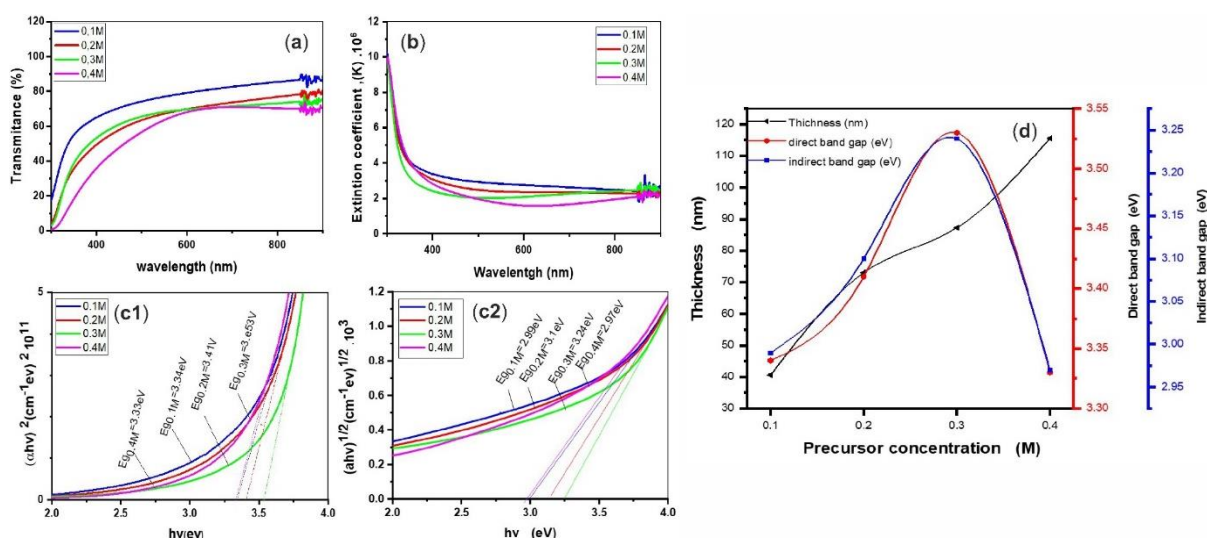 (a)
0,1M
0,2M
0,3M
0,4M
Transmitance (%)
120
100
80
60
40
20
0
400
600
800
wavelength (nm)
(b)
0.1M
0.2M
0.3M
0.4M
Extintion coefficient ,(K) .10⁶
12
10
8
6
4
2
0
400
600
800
Wavelentgh (nm)
(c1)
0,1M
0,2M
0,3M
0,4M
(αhv) ²(cm⁻¹ev) ² 10¹¹
5
0
Eg0.4M=3.33eV
Eg0.1M=3.34eV
Eg0.2M=3.41V
Eg0.3M=3.e53V
2.0
2.5
3.0
3.5
4.0
hv(ev)
(c2)
0,1M
0,2M
0,3M
0,4M
(ahv)1/2(cm⁻¹ev)1/2 .10³
1.2
1.0
0.8
0.6
0.4
0.2
0.0
Eg0.1M=2.99eV
Eg0.2M=3.1eV
Eg0.3M=3.24eV
Eg0.4M=2.97eV
2.0
2.5
3.0
3.5
4.0
hv (eV)
(d)
Thickness (nm)
direct band gap (eV)
indirect band gap (eV)
Thickness (nm)
120
110
100
90
80
70
60
50
40
30
0.1
0.2
0.3
0.4
Precursor concentration (M)
3.55
3.50
3.45
3.40
3.35
3.30
Direct band gap (eV)
3.25
3.20
3.15
3.10
3.05
3.00
2.95
Indirect band gap (eV)